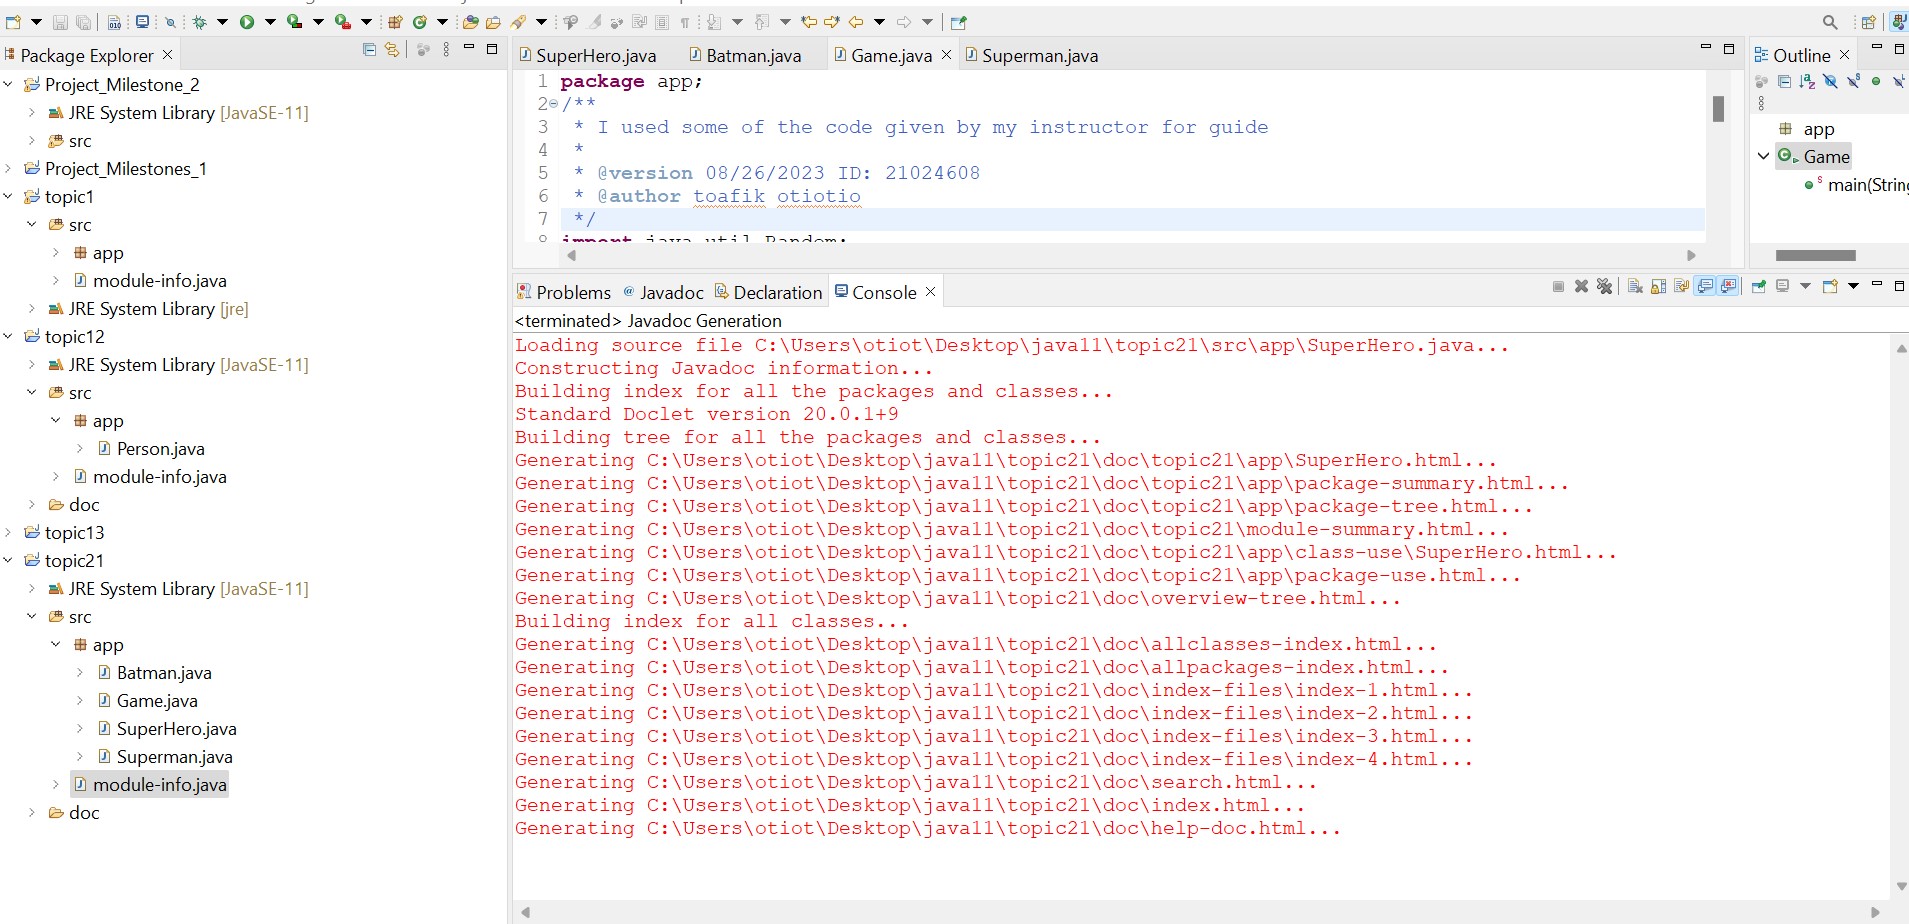 Package Explorer
Project_Milestone_2
JRE System Library [JavaSE-11]
src
Project_Milestones_1
topic1
src
app
module-info.java
JRE System Library [jre]
topic12
JRE System Library [JavaSE-11]
src
app
Person.java
module-info.java
doc
topic13
topic21
JRE System Library [JavaSE-11]
src
app
Batman.java
Game.java
SuperHero.java
Superman.java
module-info.java
doc
SuperHero.java Batman.java Game.java Superman.java
1 package app;
2 /**
3 * I used some of the code given by my instructor for guide
4 *
5 * @version 08/26/2023 ID: 21024608
6 * @author toafik otiotio
7 */
8 import java.util.Random;
Problems @ Javadoc Declaration Console
<terminated> Javadoc Generation
Loading source file C:\Users\otiot\Desktop\java11\topic21\src\app\SuperHero.java...
Constructing Javadoc information...
Building index for all the packages and classes...
Standard Doclet version 20.0.1+9
Building tree for all the packages and classes...
Generating C:\Users\otiot\Desktop\java11\topic21\doc\topic21\app\SuperHero.html...
Generating C:\Users\otiot\Desktop\java11\topic21\doc\topic21\app\package-summary.html...
Generating C:\Users\otiot\Desktop\java11\topic21\doc\topic21\app\package-tree.html...
Generating C:\Users\otiot\Desktop\java11\topic21\doc\topic21\module-summary.html...
Generating C:\Users\otiot\Desktop\java11\topic21\doc\topic21\app\class-use\SuperHero.html...
Generating C:\Users\otiot\Desktop\java11\topic21\doc\topic21\app\package-use.html...
Generating C:\Users\otiot\Desktop\java11\topic21\doc\overview-tree.html...
Building index for all classes...
Generating C:\Users\otiot\Desktop\java11\topic21\doc\allclasses-index.html...
Generating C:\Users\otiot\Desktop\java11\topic21\doc\allpackages-index.html...
Generating C:\Users\otiot\Desktop\java11\topic21\doc\index-files\index-1.html...
Generating C:\Users\otiot\Desktop\java11\topic21\doc\index-files\index-2.html...
Generating C:\Users\otiot\Desktop\java11\topic21\doc\index-files\index-3.html...
Generating C:\Users\otiot\Desktop\java11\topic21\doc\index-files\index-4.html...
Generating C:\Users\otiot\Desktop\java11\topic21\doc\search.html...
Generating C:\Users\otiot\Desktop\java11\topic21\doc\index.html...
Generating C:\Users\otiot\Desktop\java11\topic21\doc\help-doc.html...
Outline
app
Game
main(String